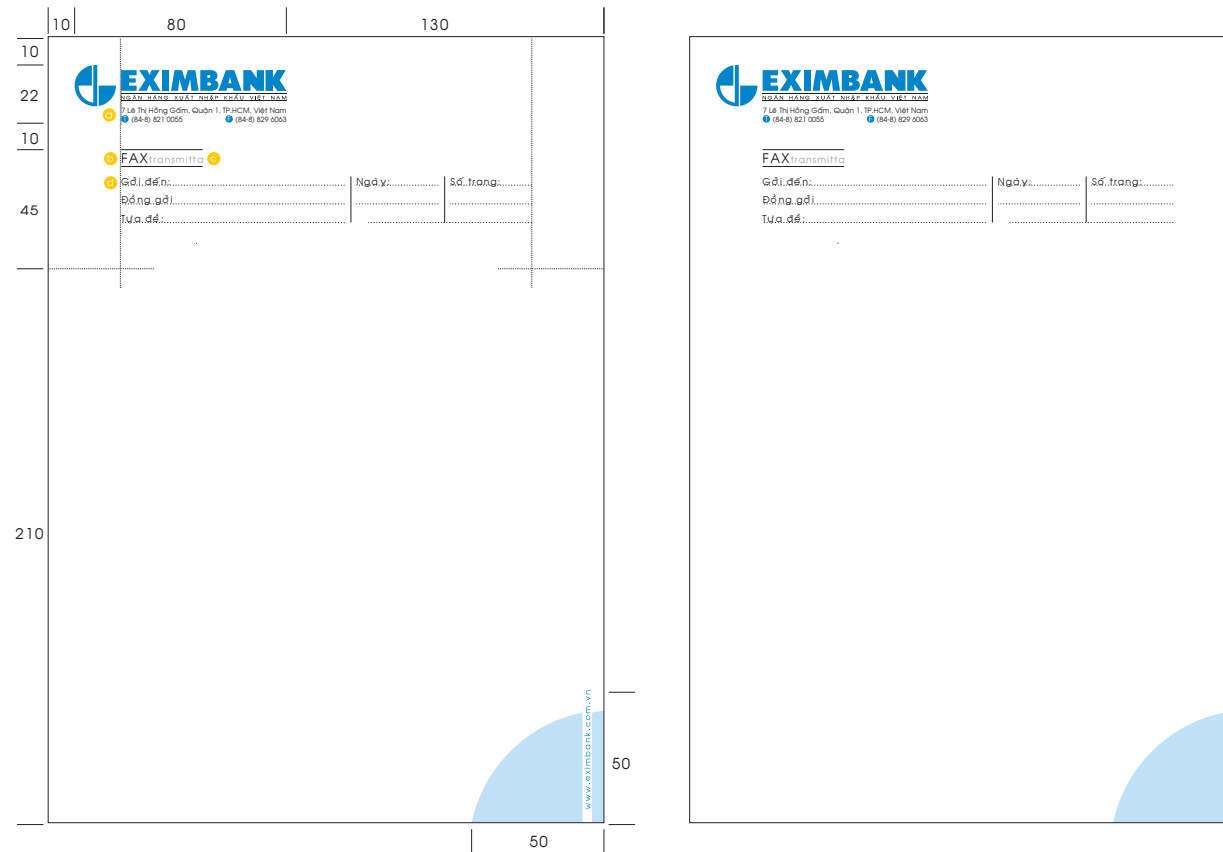 10 80 130
10
22
10
45
210
50
50
EXIMBANK
NGÂN HÀNG XUẤT NHẬP KHẨU VIỆT NAM
7 Lê Thị Hồng Gấm, Quận 1, TP.HCM, Việt Nam
a T (84-8) 821 0055 F (84-8) 829 6063
b FAXtransmitta c
d Gởi đến: Ngày: Số trang:
Đồng gởi
Tựa đề:
www.eximbank.com.vn
EXIMBANK
NGÂN HÀNG XUẤT NHẬP KHẨU VIỆT NAM
7 Lê Thị Hồng Gấm, Quận 1, TP.HCM, Việt Nam
T (84-8) 821 0055 F (84-8) 829 6063
FAXtransmitta
Gởi đến: Ngày: Số trang:
Đồng gởi
Tựa đề: